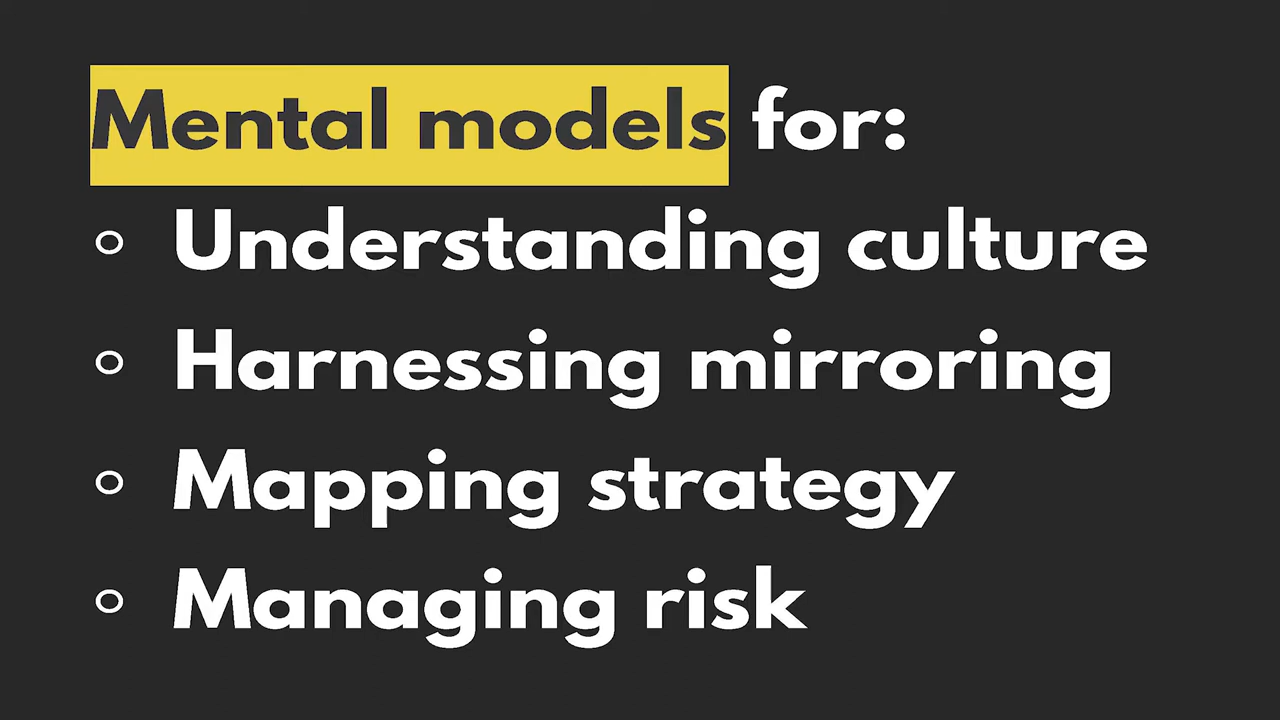 Mental models for:
○ Understanding culture
○ Harnessing mirroring
○ Mapping strategy
○ Managing risk